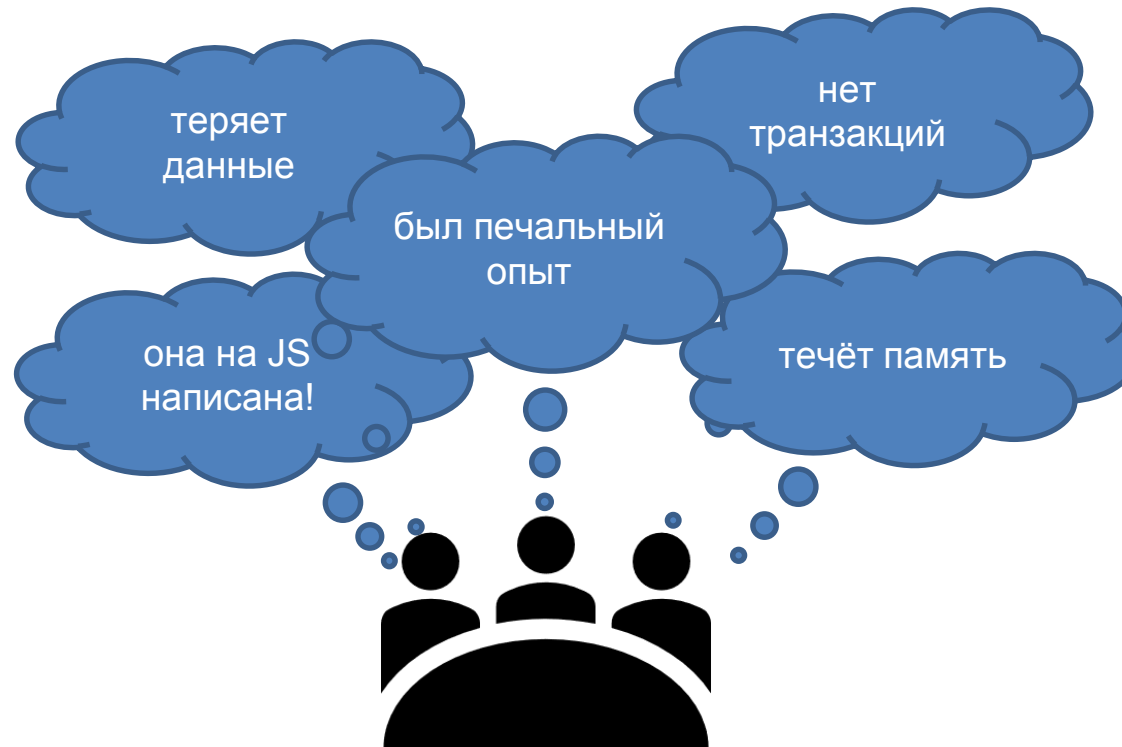 теряет
данные
нет
транзакций
был печальный
опыт
она на JS
написана!
течёт память